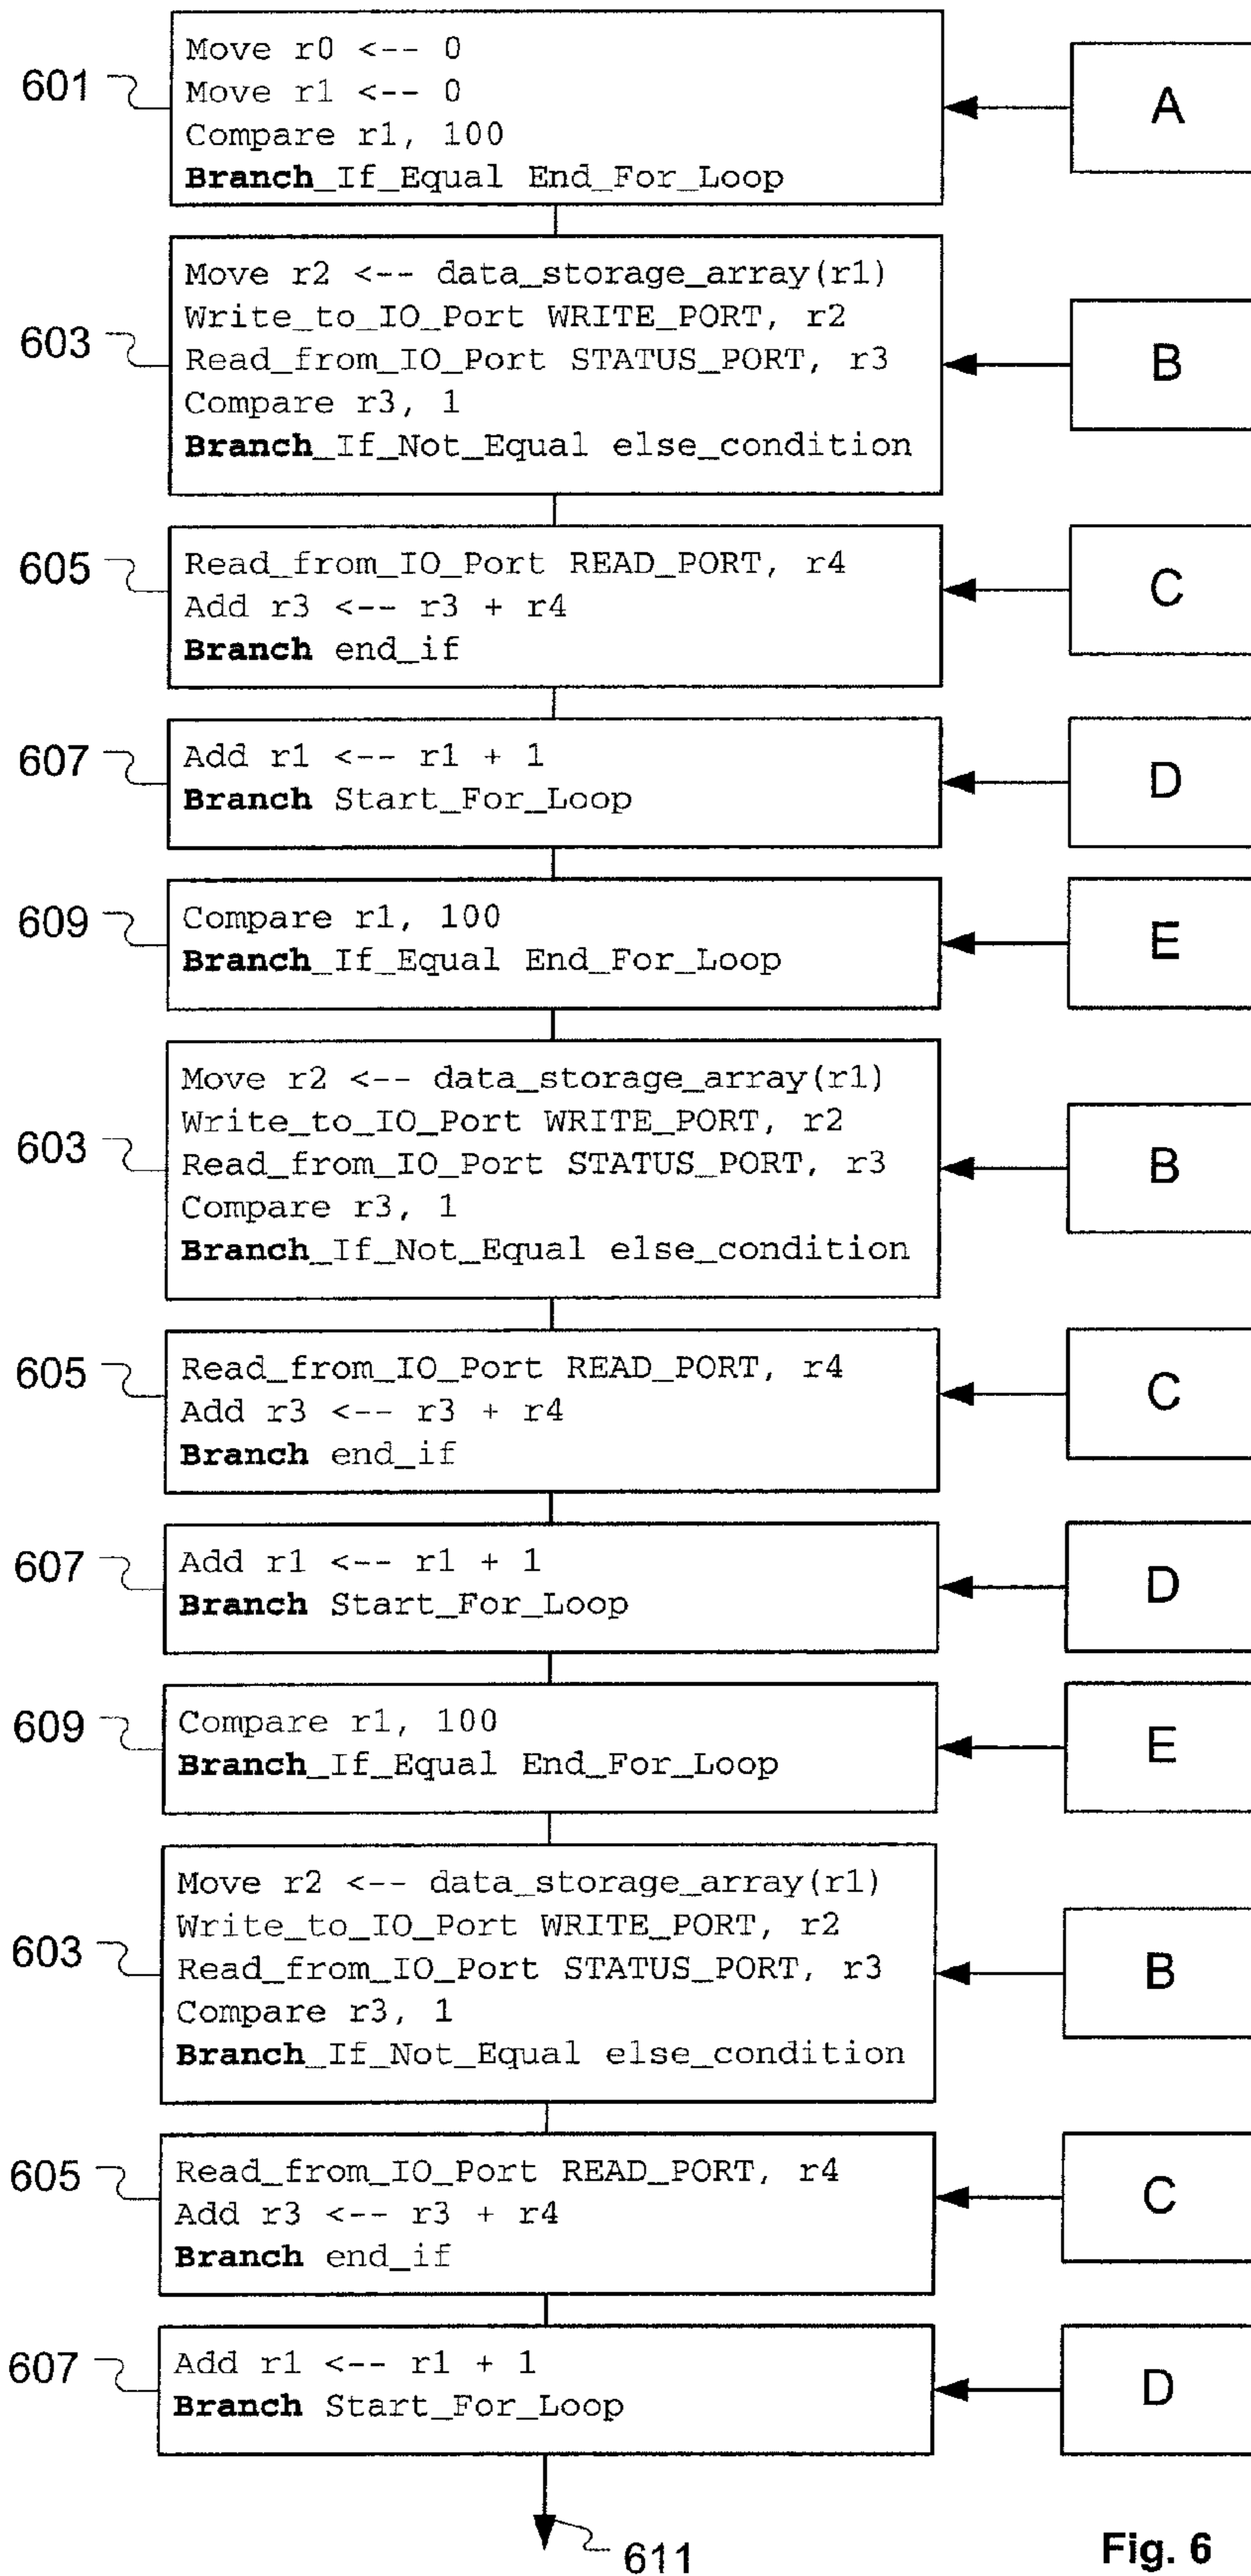 601
Move r0 <-- 0
Move r1 <-- 0
Compare r1, 100
Branch_If_Equal End_For_Loop
A
603
Move r2 <-- data_storage_array(r1)
Write_to_IO_Port WRITE_PORT, r2
Read_from_IO_Port STATUS_PORT, r3
Compare r3, 1
Branch_If_Not_Equal else_condition
B
605
Read_from_IO_Port READ_PORT, r4
Add r3 <-- r3 + r4
Branch end_if
C
607
Add r1 <-- r1 + 1
Branch Start_For_Loop
D
609
Compare r1, 100
Branch_If_Equal End_For_Loop
E
603
Move r2 <-- data_storage_array(r1)
Write_to_IO_Port WRITE_PORT, r2
Read_from_IO_Port STATUS_PORT, r3
Compare r3, 1
Branch_If_Not_Equal else_condition
B
605
Read_from_IO_Port READ_PORT, r4
Add r3 <-- r3 + r4
Branch end_if
C
607
Add r1 <-- r1 + 1
Branch Start_For_Loop
D
609
Compare r1, 100
Branch_If_Equal End_For_Loop
E
603
Move r2 <-- data_storage_array(r1)
Write_to_IO_Port WRITE_PORT, r2
Read_from_IO_Port STATUS_PORT, r3
Compare r3, 1
Branch_If_Not_Equal else_condition
B
605
Read_from_IO_Port READ_PORT, r4
Add r3 <-- r3 + r4
Branch end_if
C
607
Add r1 <-- r1 + 1
Branch Start_For_Loop
D
611
Fig. 6